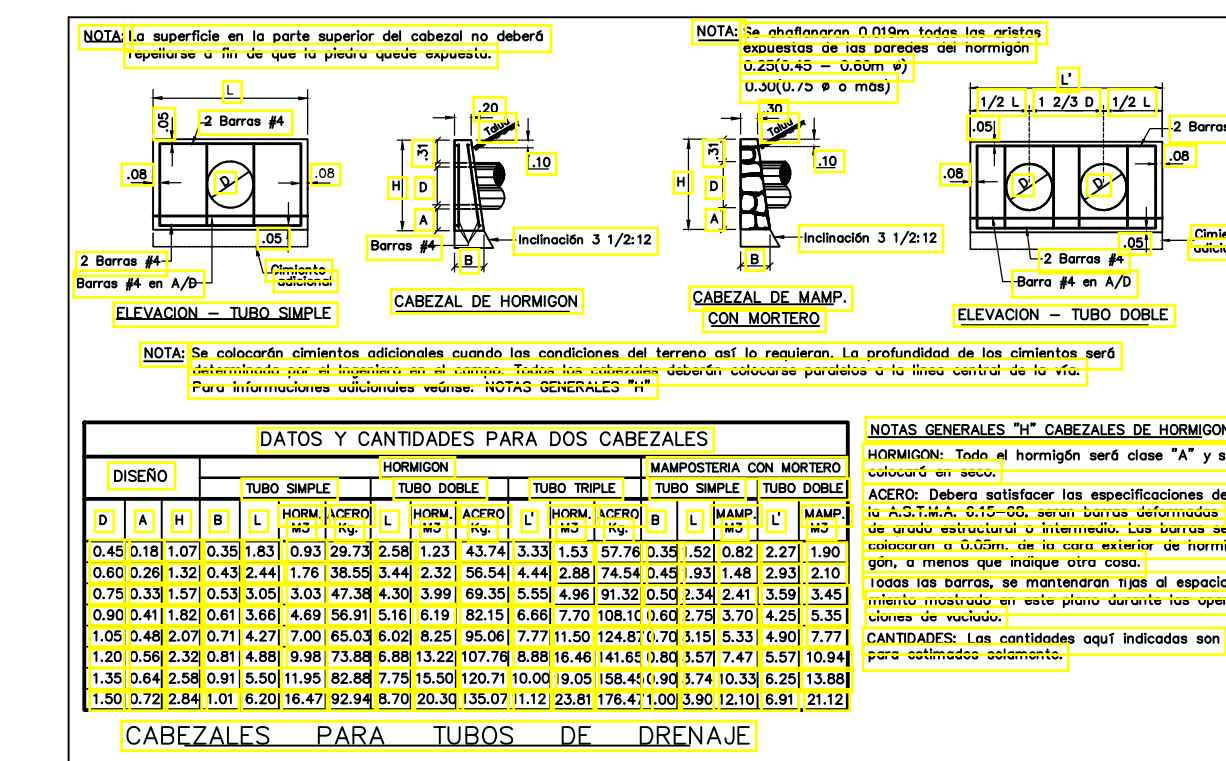 NOTA: La superficie en la parte superior del cabezal no deberá
repellarse a fin de que la piedra quede expuesta.
NOTA: Se achaflanaran 0.019m todas las aristas
expuestas de las paredes del hormigón
0.25(0.45 – 0.60m ø)
0.30(0.75 ø o más)
L
.05
2 Barras #4
.08
D
.08
.05
2 Barras #4
Barras #4 en A/D
Cimiento
adicional
ELEVACION – TUBO SIMPLE
.20
Talud
.31
.10
H
D
A
Barras #4
B
Inclinación 3 1/2:12
CABEZAL DE HORMIGON
.30
Talud
.31
.10
H
D
A
B
Inclinación 3 1/2:12
CABEZAL DE MAMP.
CON MORTERO
L'
1/2 L 1 2/3 D 1/2 L
.05
2 Barras
.08
.08
D D
.05
2 Barras #4
Barra #4 en A/D
ELEVACION – TUBO DOBLE
NOTA: Se colocarán cimientos adicionales cuando las condiciones del terreno así lo requieran. La profundidad de los cimientos será
determinada por el Ingeniero en el campo. Todos los cabezales deberán colocarse paralelos a la linea central de la vía.
Para informaciones adicionales veánse. NOTAS GENERALES "H"
DATOS Y CANTIDADES PARA DOS CABEZALES
DISEÑO HORMIGON MAMPOSTERIA CON MORTERO
TUBO SIMPLE TUBO DOBLE TUBO TRIPLE TUBO SIMPLE TUBO DOBLE
D A H B L HORM. M3 ACERO Kg. L' HORM. M3 ACERO Kg. L' HORM. M3 ACERO Kg. B L MAMP. M3 L' MAMP. M3
0.45 0.18 1.07 0.35 1.83 0.93 29.73 2.58 1.23 43.74 3.33 1.53 57.76 0.35 1.52 0.82 2.27 1.90
0.60 0.26 1.32 0.43 2.44 1.76 38.55 3.44 2.32 56.54 4.44 2.88 74.54 0.45 1.93 1.48 2.93 2.10
0.75 0.33 1.57 0.53 3.05 3.03 47.38 4.30 3.99 69.35 5.55 4.96 91.32 0.50 2.34 2.41 3.59 3.45
0.90 0.41 1.82 0.61 3.66 4.69 56.91 5.16 6.19 82.15 6.66 7.70 108.10 0.60 2.75 3.70 4.25 5.35
1.05 0.48 2.07 0.71 4.27 7.00 65.03 6.02 8.25 95.06 7.77 11.50 124.87 0.70 3.15 5.33 4.90 7.77
1.20 0.56 2.32 0.81 4.88 9.98 73.88 6.88 13.22 107.76 8.88 16.46 141.65 0.80 3.57 7.47 5.57 10.94
1.35 0.64 2.58 0.91 5.50 11.95 82.88 7.75 15.50 120.71 10.00 19.05 158.45 0.90 3.74 10.33 6.25 13.88
1.50 0.72 2.84 1.01 6.20 16.47 92.94 8.70 20.30 135.07 11.12 23.81 176.47 1.00 3.90 12.10 6.91 21.12
NOTAS GENERALES "H" CABEZALES DE HORMIGON
HORMIGON: Todo el hormigón será clase "A" y s
colocará en seco.
ACERO: Debera satisfacer las especificaciones de
la A.S.T.M.A. 6.15–68, seran barras deformadas
de grado estructural o intermedio. Las barras se
colocaran a 0.05m. de la cara exterior de hormi
gón, a menos que indique otra cosa.
Todas las barras, se mantendran fijas al espacia
miento mostrado en este plano durante las oper
ciones de vaciado.
CANTIDADES: Las cantidades aquí indicadas son
para estimados solamente.
CABEZALES PARA TUBOS DE DRENAJE